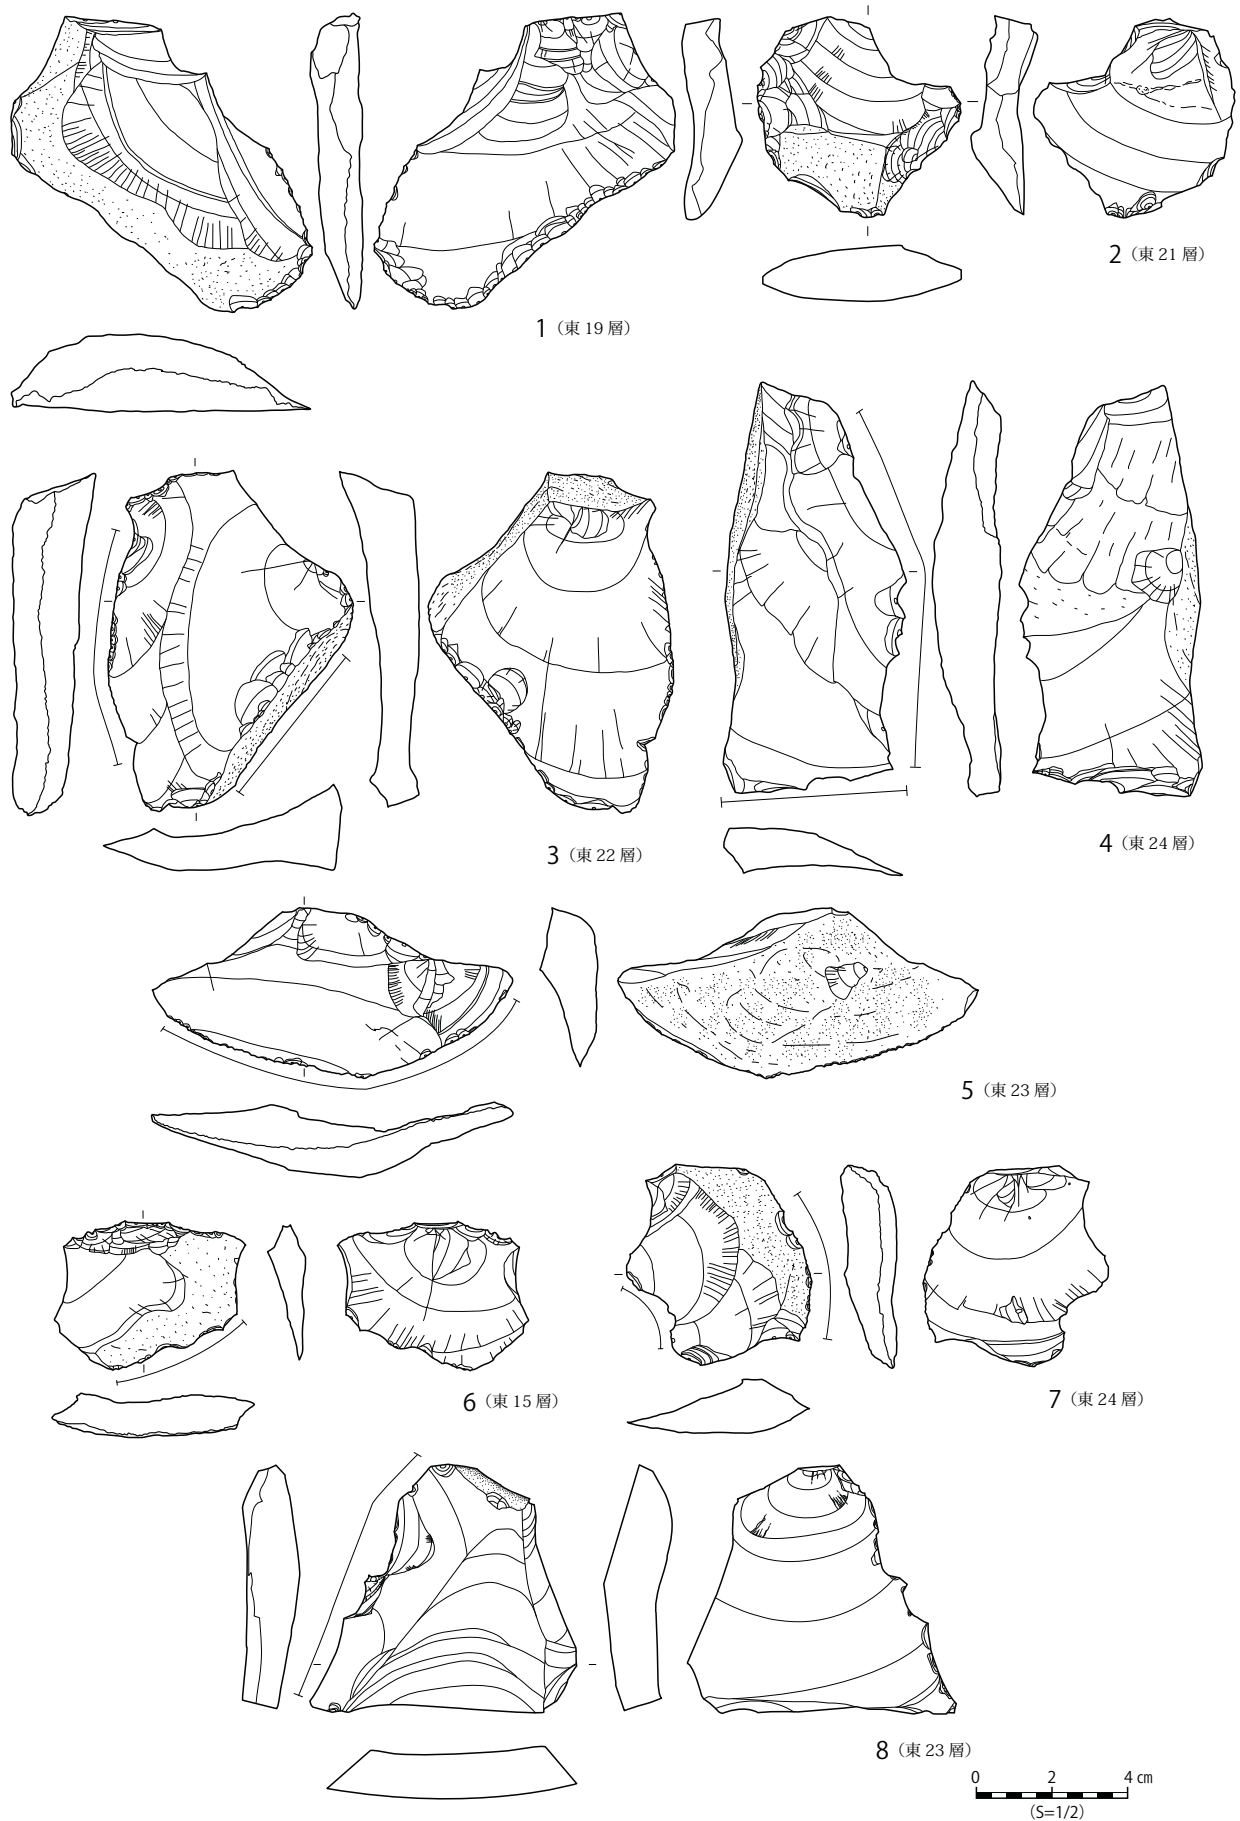 1（東 19 層）
2（東 21 層）
3（東 22 層）
4（東 24 層）
5（東 23 層）
6（東 15 層）
7（東 24 層）
8（東 23 層）
0 2 4 ㎝
(S=1/2)